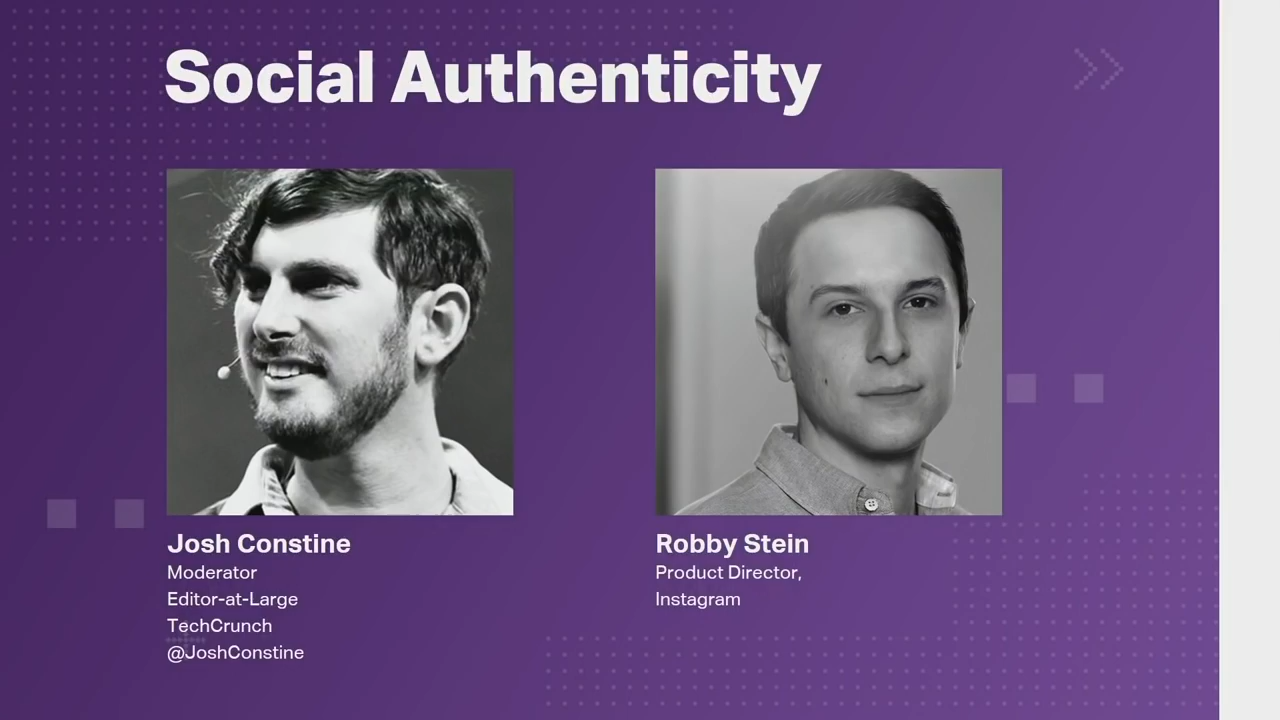 Social Authenticity
Josh Constine
Moderator
Editor-at-Large
TechCrunch
@JoshConstine
Robby Stein
Product Director,
Instagram